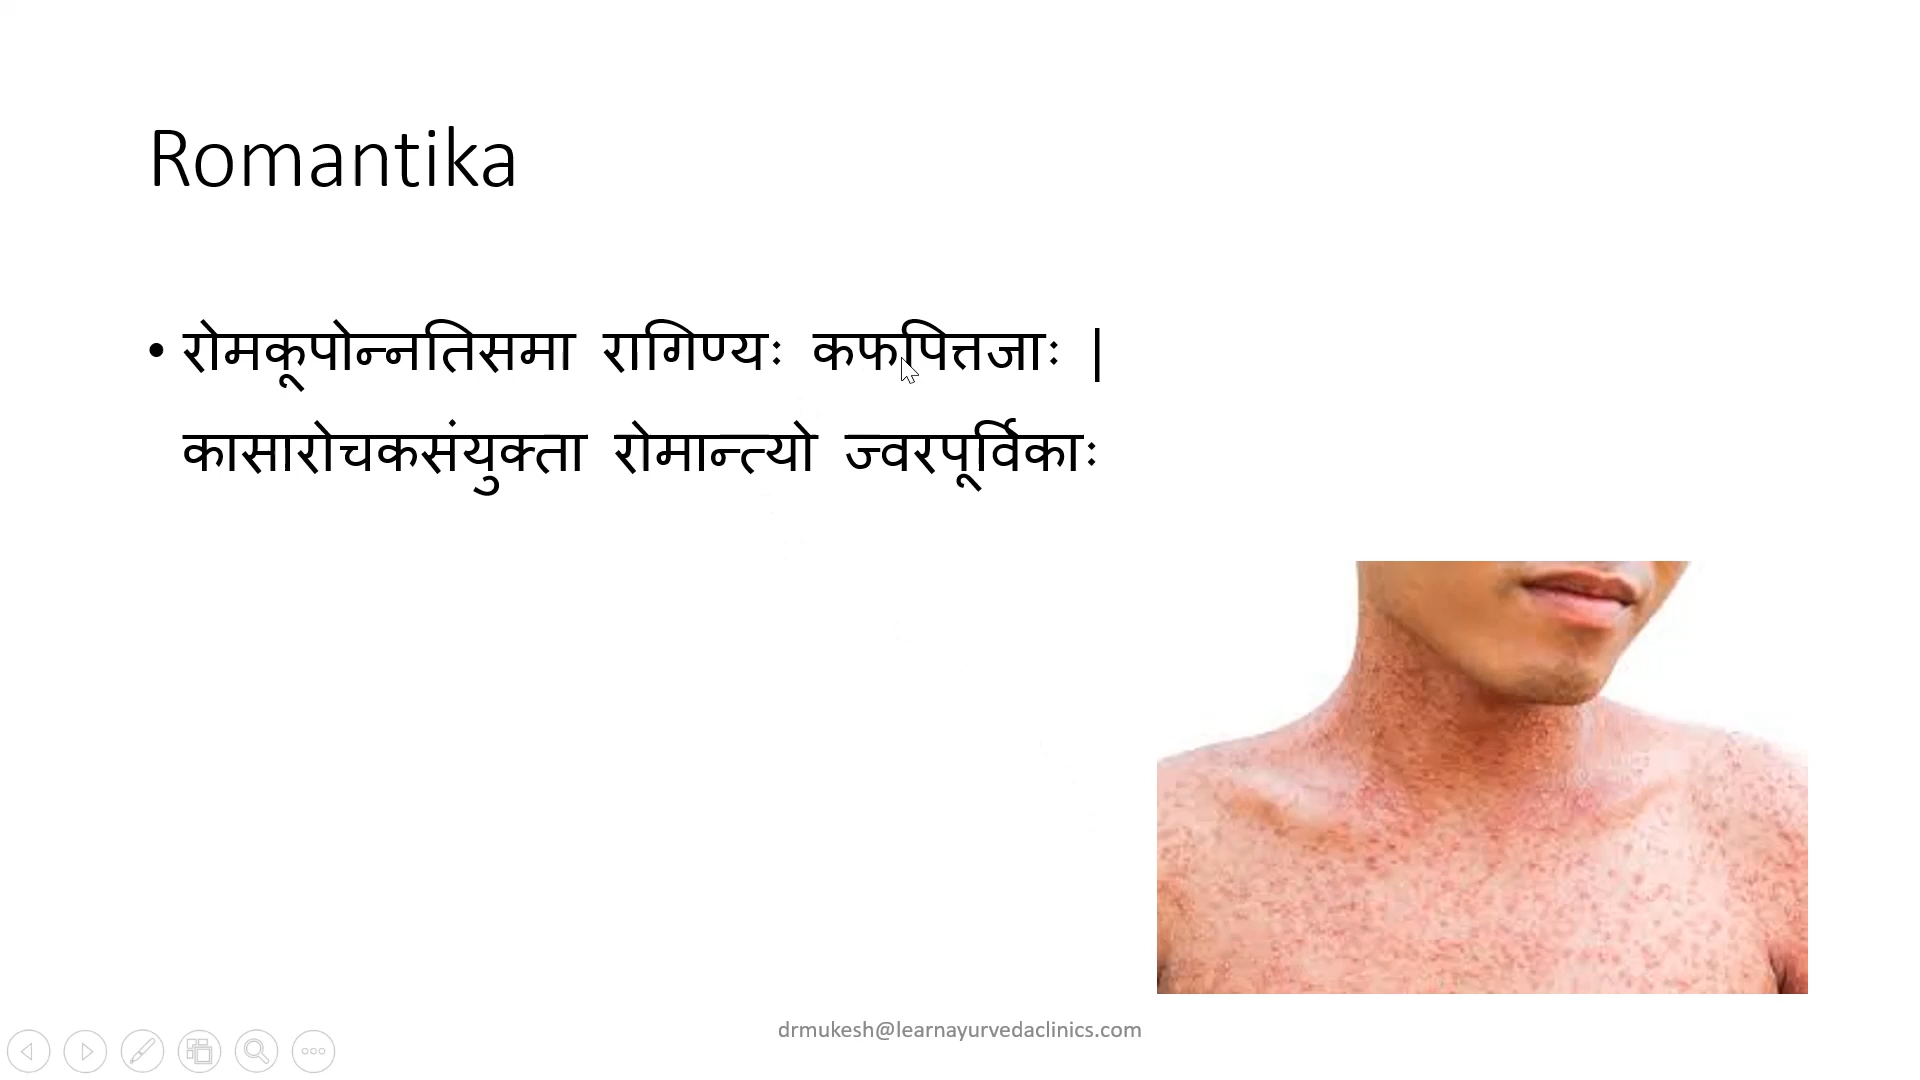 Romantika
• रोमकूपोन्नतिसमा रागिण्यः कफपित्तजाः |
कासारोचकसंयुक्ता रोमान्त्यो ज्वरपूर्विकाः
drmukesh@learnayurvedaclinics.com